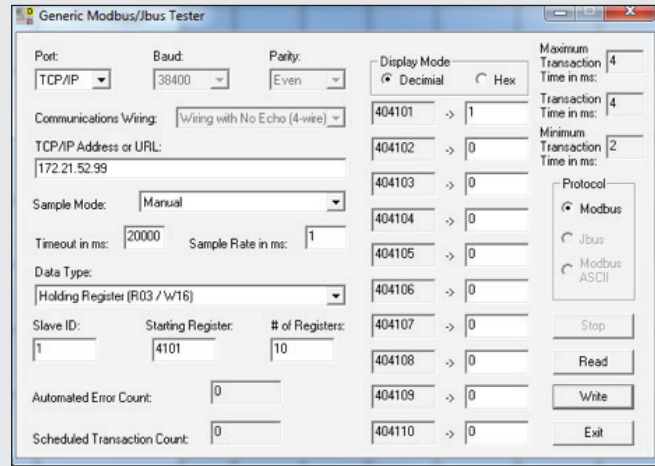 Generic Modbus/Jbus Tester
Port:
TCP/IP
Baud:
38400
Parity:
Even
Communications Wiring:
Wiring with No Echo (4-wire)
TCP/IP Address or URL:
172.21.52.99
Sample Mode:
Manual
Timeout in ms:
20000
Sample Rate in ms:
1
Data Type:
Holding Register (R03 / W16)
Slave ID:
1
Starting Register:
4101
# of Registers:
10
Automated Error Count:
0
Scheduled Transaction Count:
0
Display Mode
Decimial
Hex
404101 -> 1
404102 -> 0
404103 -> 0
404104 -> 0
404105 -> 0
404106 -> 0
404107 -> 0
404108 -> 0
404109 -> 0
404110 -> 0
Maximum
Transaction
Time in ms:
4
Transaction
Time in ms:
4
Minimum
Transaction
Time in ms:
2
Protocol
Modbus
Jbus
Modbus
ASCII
Stop
Read
Write
Exit